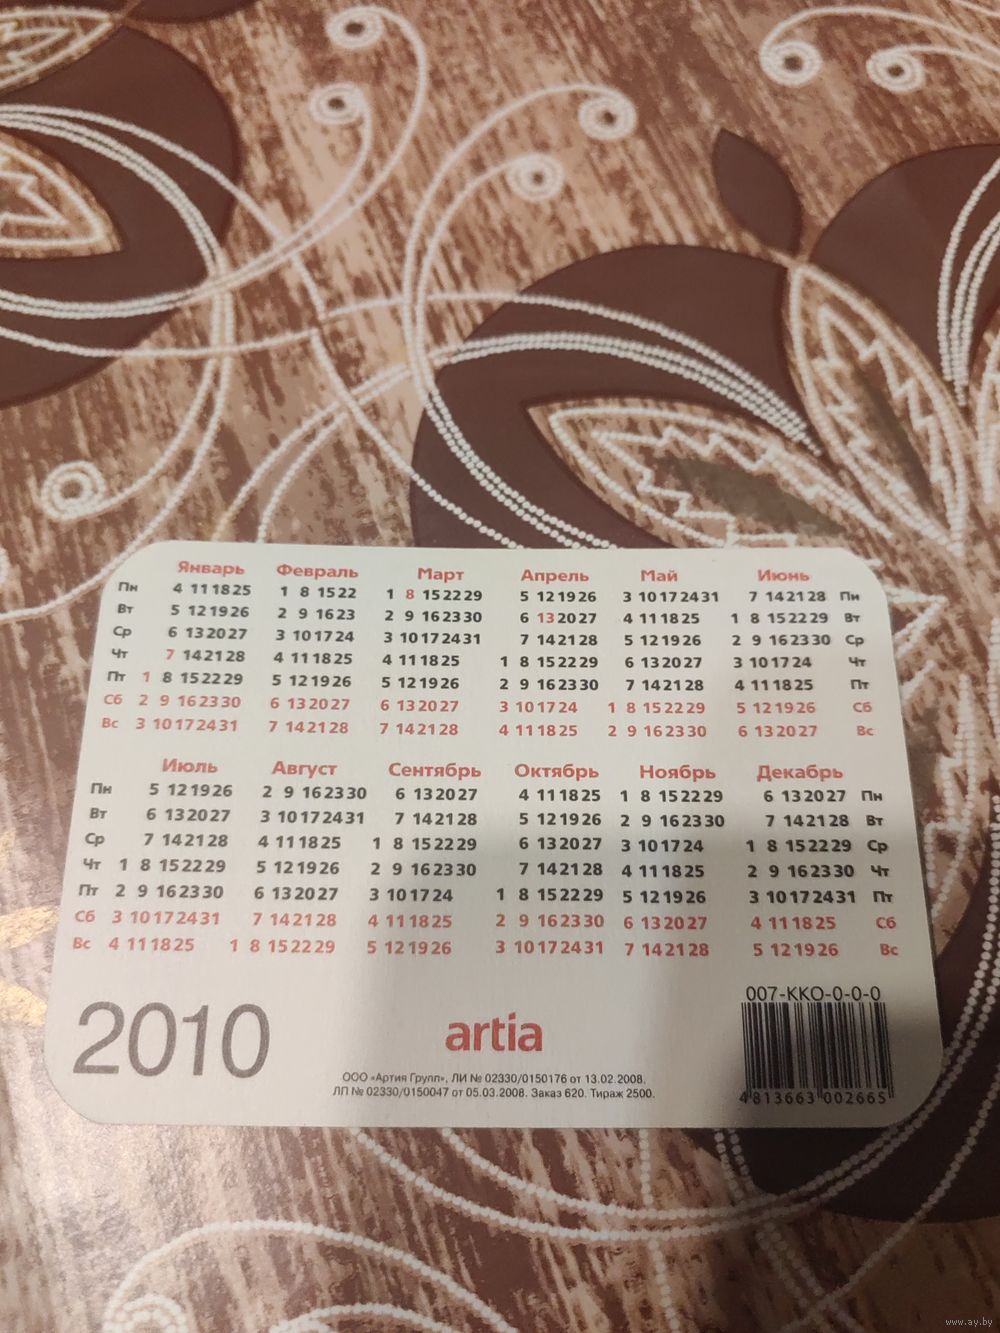 Январь Февраль Март Апрель Май Июнь
Пн 4 11 18 25 1 8 15 22 1 8 15 22 29 5 12 19 26 3 10 17 24 31 7 14 21 28 Пн
Вт 5 12 19 26 2 9 16 23 2 9 16 23 30 6 13 20 27 4 11 18 25 1 8 15 22 29 Вт
Ср 6 13 20 27 3 10 17 24 3 10 17 24 31 7 14 21 28 5 12 19 26 2 9 16 23 30 Ср
Чт 7 14 21 28 4 11 18 25 4 11 18 25 1 8 15 22 29 6 13 20 27 3 10 17 24 Чт
Пт 1 8 15 22 29 5 12 19 26 5 12 19 26 2 9 16 23 30 7 14 21 28 4 11 18 25 Пт
Сб 2 9 16 23 30 6 13 20 27 6 13 20 27 3 10 17 24 1 8 15 22 29 5 12 19 26 Сб
Вс 3 10 17 24 31 7 14 21 28 7 14 21 28 4 11 18 25 2 9 16 23 30 6 13 20 27 Вс
Июль Август Сентябрь Октябрь Ноябрь Декабрь
Пн 5 12 19 26 2 9 16 23 30 6 13 20 27 4 11 18 25 1 8 15 22 29 6 13 20 27 Пн
Вт 6 13 20 27 3 10 17 24 31 7 14 21 28 5 12 19 26 2 9 16 23 30 7 14 21 28 Вт
Ср 7 14 21 28 4 11 18 25 1 8 15 22 29 6 13 20 27 3 10 17 24 1 8 15 22 29 Ср
Чт 1 8 15 22 29 5 12 19 26 2 9 16 23 30 7 14 21 28 4 11 18 25 2 9 16 23 30 Чт
Пт 2 9 16 23 30 6 13 20 27 3 10 17 24 1 8 15 22 29 5 12 19 26 3 10 17 24 31 Пт
Сб 3 10 17 24 31 7 14 21 28 4 11 18 25 2 9 16 23 30 6 13 20 27 4 11 18 25 Сб
Вс 4 11 18 25 1 8 15 22 29 5 12 19 26 3 10 17 24 31 7 14 21 28 5 12 19 26 Вс
2010
artia
ООО «Артия Групп», ЛИ № 02330/0150176 от 13.02.2008.
ЛП № 02330/0150047 от 05.03.2008. Заказ 620. Тираж 2500.
007-ККО-0-0-0
4 813663 002665
www.ay.by